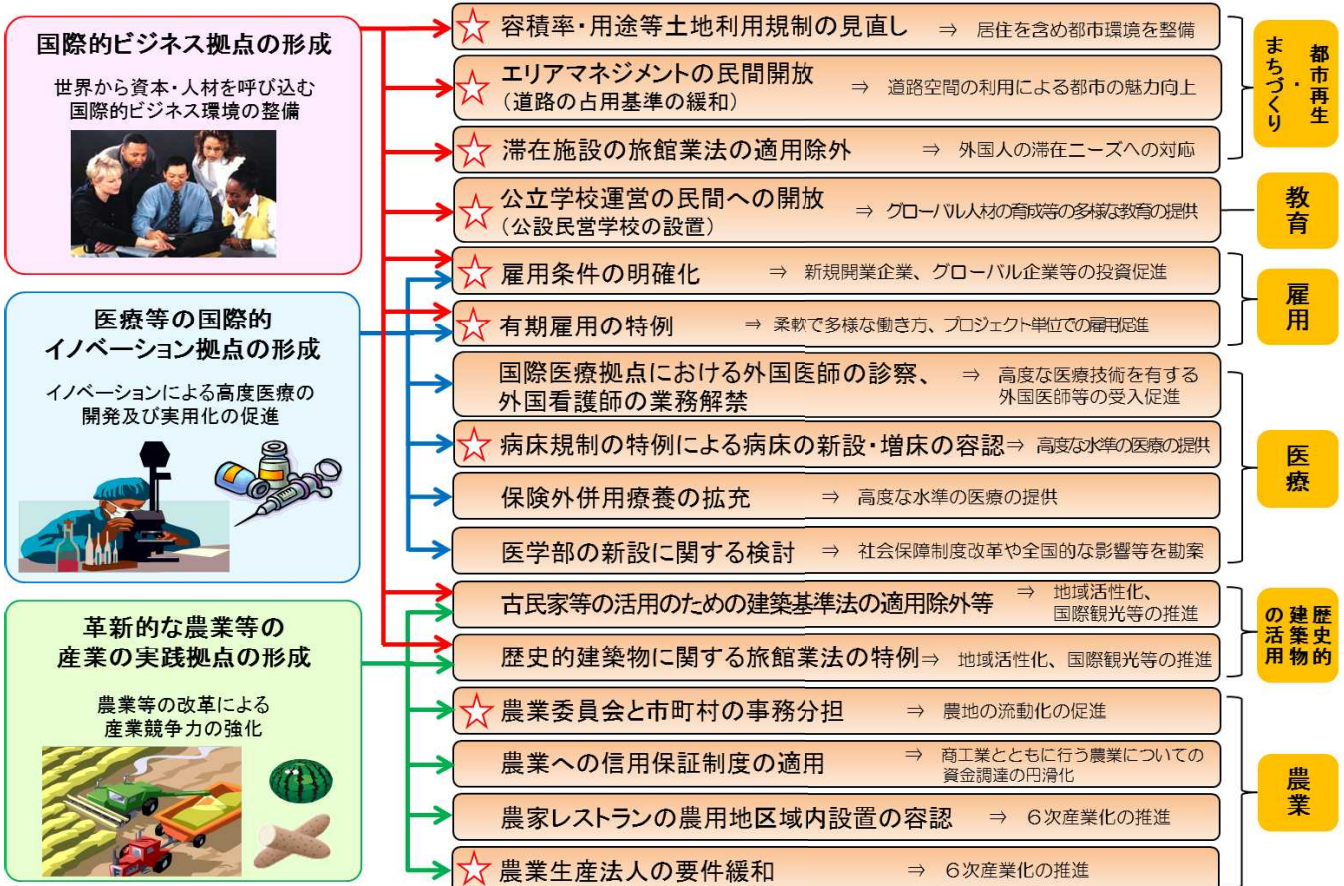 国際的ビジネス拠点の形成
世界から資本・人材を呼び込む
国際的ビジネス環境の整備
医療等の国際的
イノベーション拠点の形成
イノベーションによる高度医療の
開発及び実用化の促進
革新的な農業等の
産業の実践拠点の形成
農業等の改革による
産業競争力の強化
容積率・用途等土地利用規制の見直し ⇒ 居住を含め都市環境を整備
エリアマネジメントの民間開放 ⇒ 道路空間の利用による都市の魅力向上
(道路の占用基準の緩和)
滞在施設の旅館業法の適用除外 ⇒ 外国人の滞在ニーズへの対応
公立学校運営の民間への開放 ⇒ グローバル人材の育成等の多様な教育の提供
(公設民営学校の設置)
雇用条件の明確化 ⇒ 新規開業企業、グローバル企業等の投資促進
有期雇用の特例 ⇒ 柔軟で多様な働き方、プロジェクト単位での雇用促進
国際医療拠点における外国医師の診察、 ⇒ 高度な医療技術を有する
外国看護師の業務解禁 外国医師等の受入促進
病床規制の特例による病床の新設・増床の容認⇒ 高度な水準の医療の提供
保険外併用療養の拡充 ⇒ 高度な水準の医療の提供
医学部の新設に関する検討 ⇒ 社会保障制度改革や全国的な影響等を勘案
古民家等の活用のための建築基準法の適用除外等 ⇒ 地域活性化、
国際観光等の推進
歴史的建築物に関する旅館業法の特例⇒ 地域活性化、国際観光等の推進
農業委員会と市町村の事務分担 ⇒ 農地の流動化の促進
農業への信用保証制度の適用 ⇒ 商工業とともに行う農業についての
資金調達の円滑化
農家レストランの農用地区域内設置の容認 ⇒ 6次産業化の推進
農業生産法人の要件緩和 ⇒ 6次産業化の推進
都市再生
・
まちづくり
教育
雇用
医療
歴史的
建築物
の活用
農業